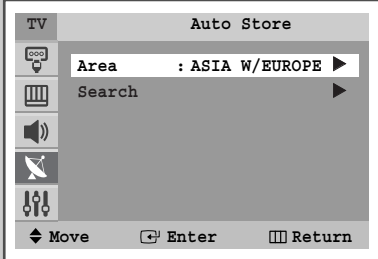 TV Auto Store
Area : ASIA W/EUROPE
Search
Move Enter Return